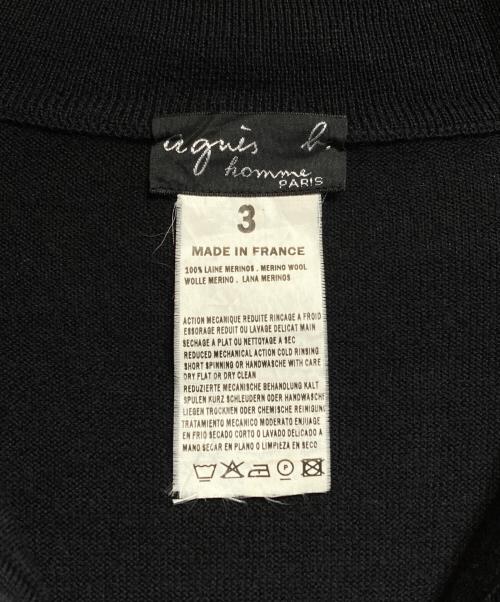 agnès b.
homme
PARIS
3
MADE IN FRANCE
100% LAINE MERINOS . MERINO WOOL
WOLLE MERINO . LANA MERINOS
ACTION MECANIQUE REDUITE RINCAGE A FROID
ESSORAGE REDUIT OU LAVAGE DELICAT MAIN
SECHAGE A PLAT OU NETTOYAGE A SEC
REDUCED MECHANICAL ACTION COLD RINSING
SHORT SPINNING OR HANDWASHE WITH CARE
DRY FLAT OR DRY CLEAN
REDUZIERTE MECANISCHE BEHANDLUNG KALT
SPULEN KURZ SCHLEUDERN ODER HANDWASCHE
LIEGEN TROCKNEN ODER CHEMISCHE REINIGUNG
TRATAMIENTO MECANICO MODERATO ENJUAGE
EN FRIO SECADO CORTO O LAVADO DELICADO A
MANO SECAR EN PLANO O LIMPIEZA EN SECO
P